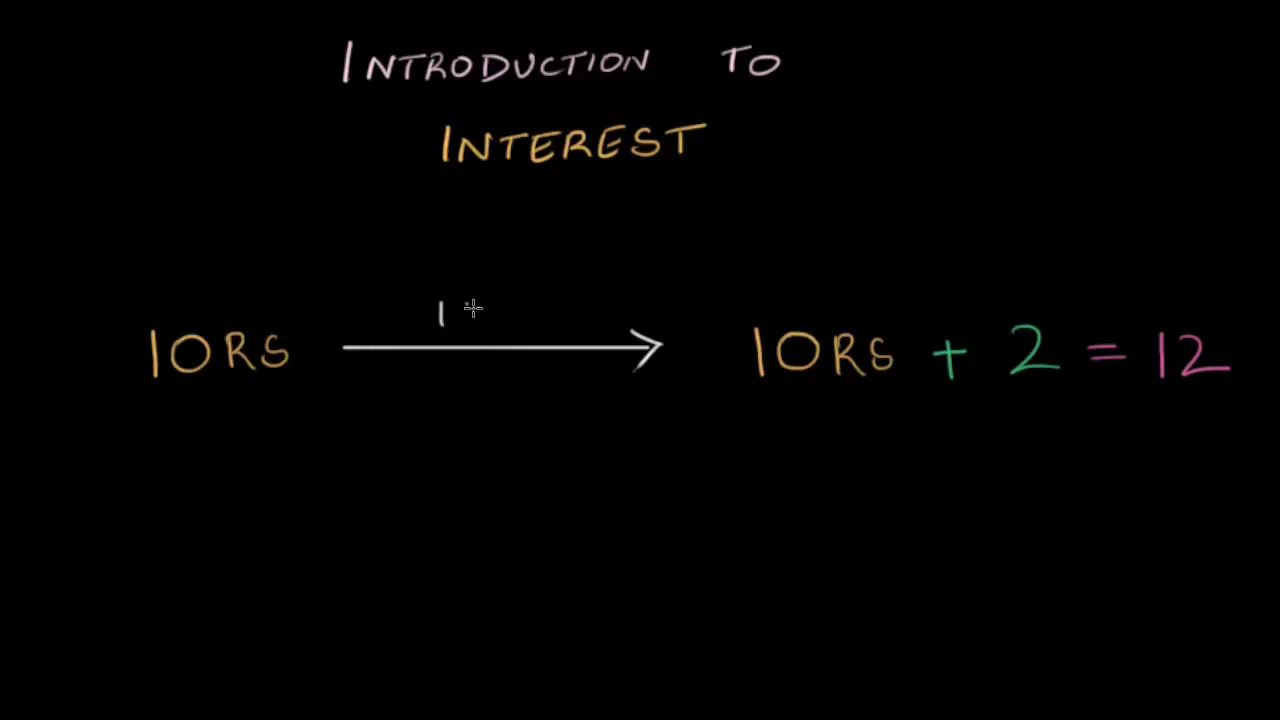 INTRODUCTION TO
INTEREST
1
10RS 10RS + 2 = 12